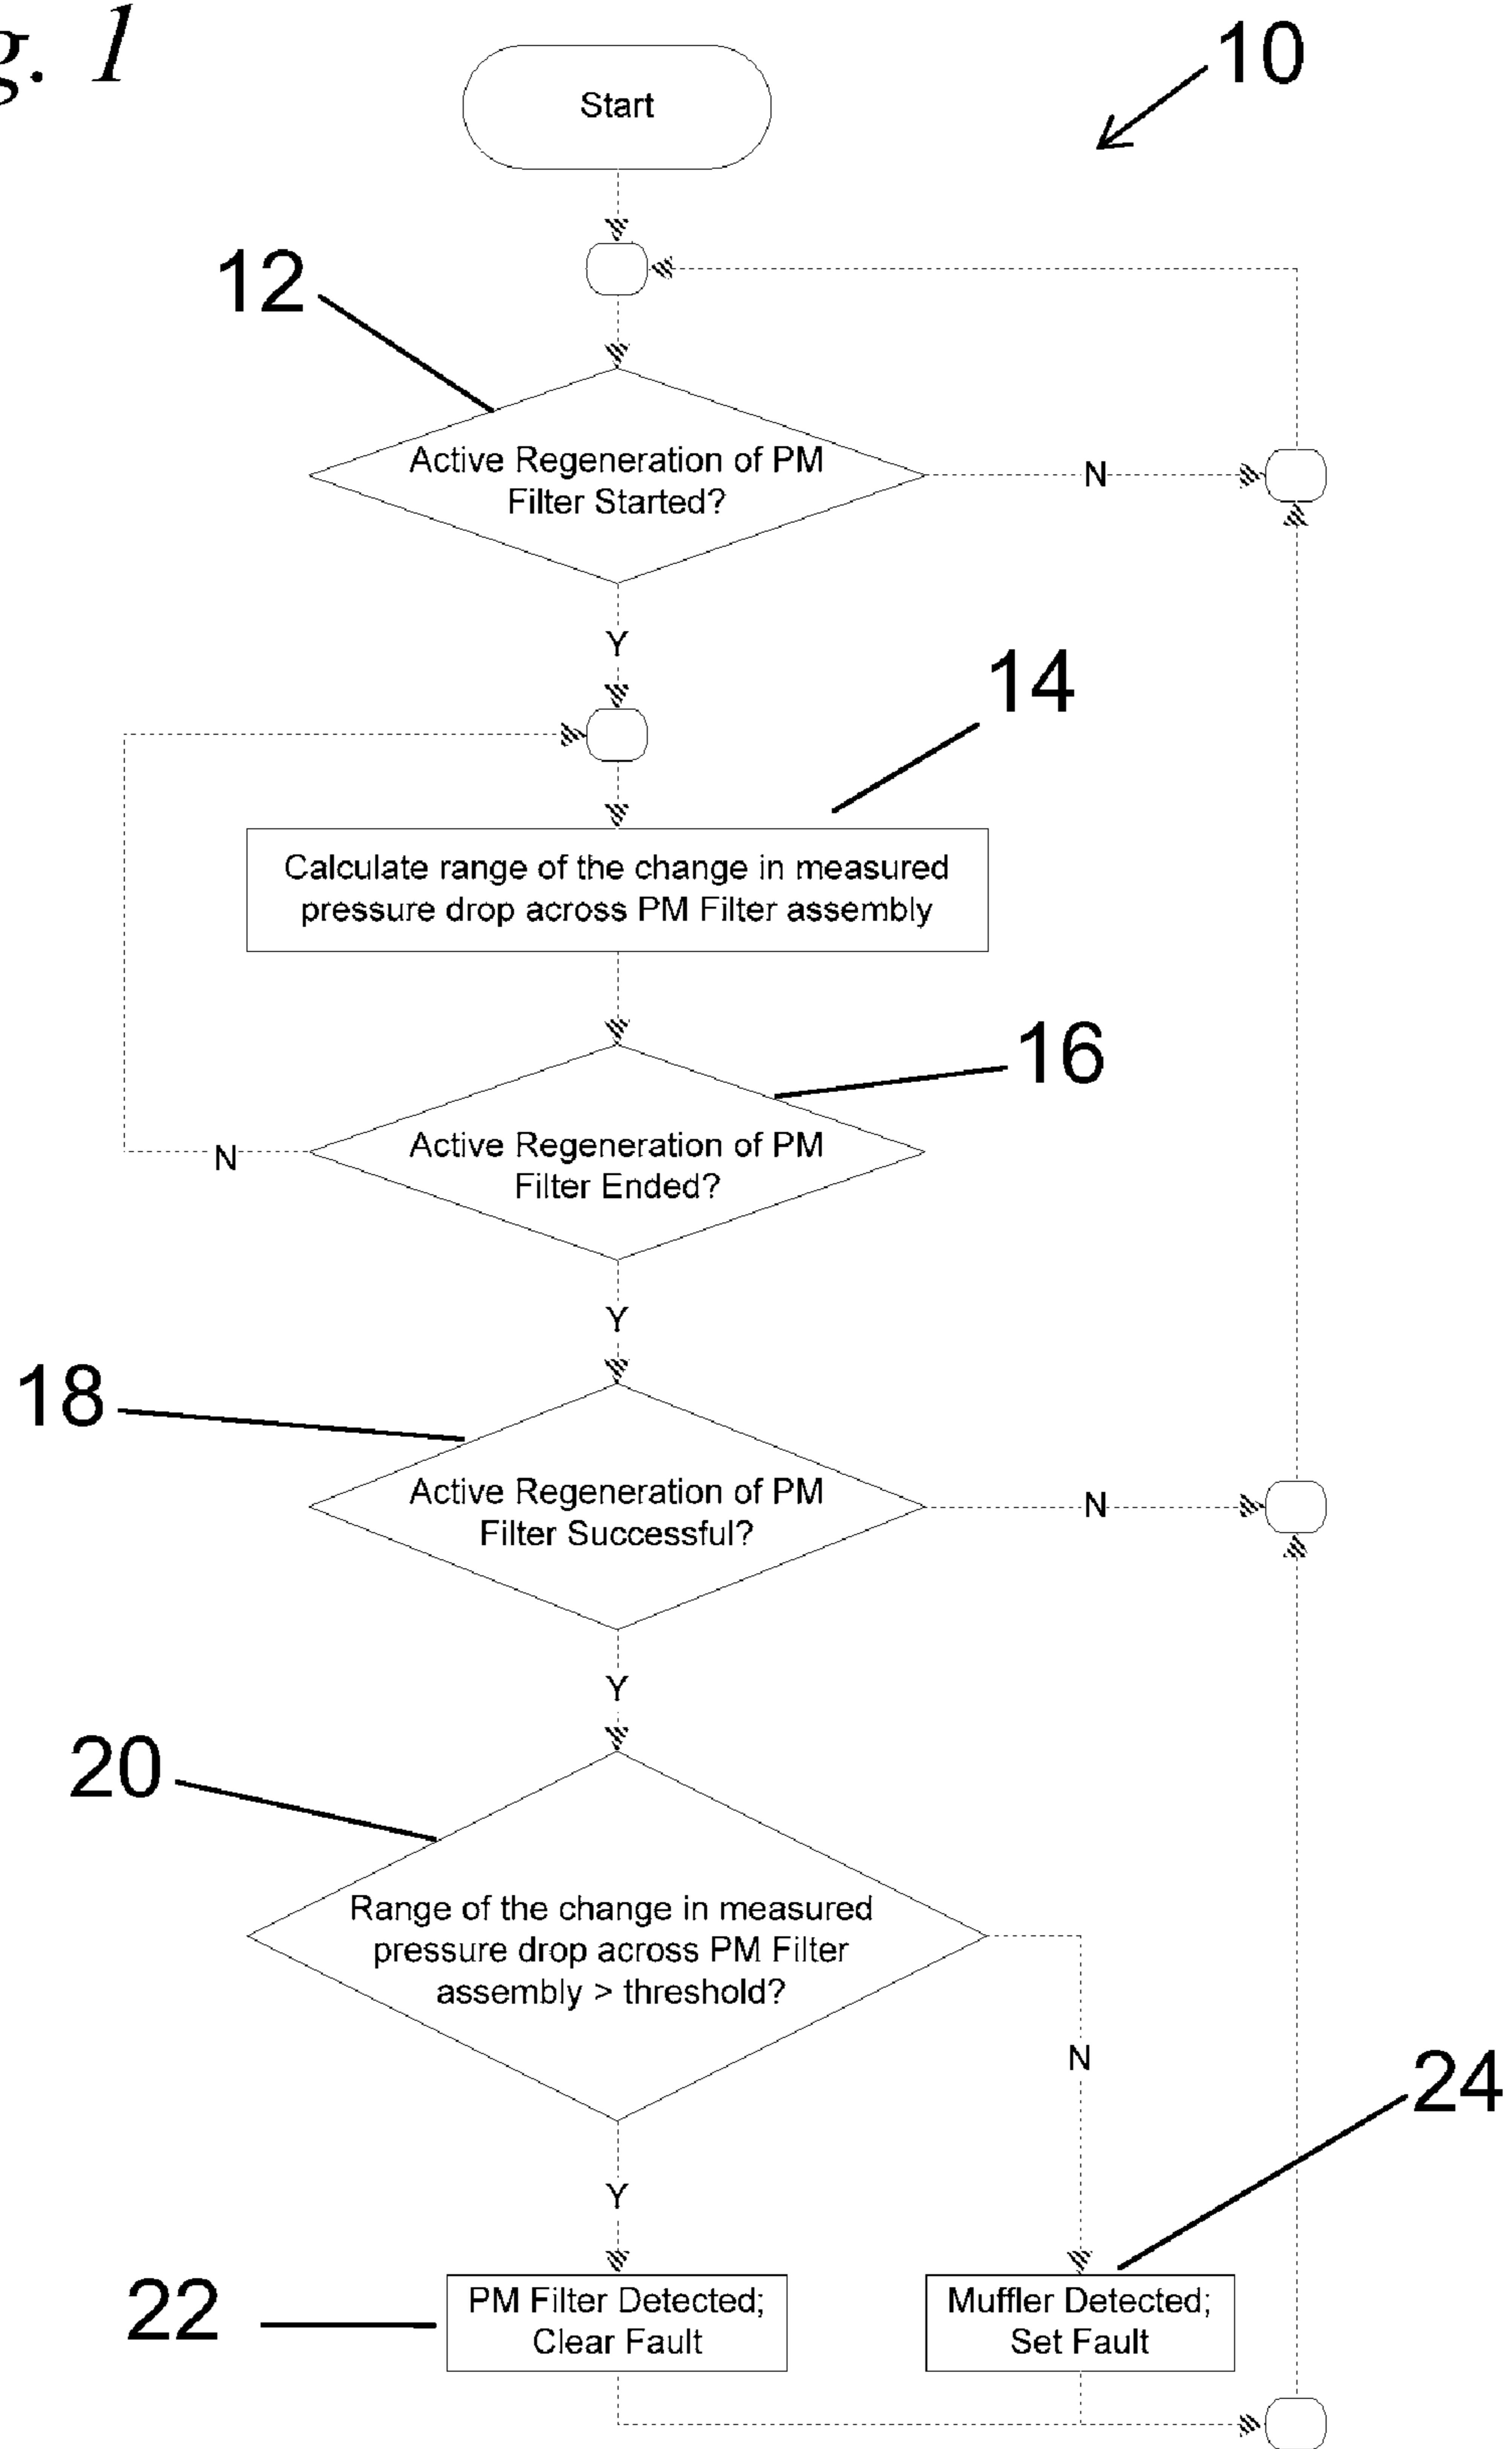 g. 1
10
Start
12
Active Regeneration of PM
Filter Started?
N
Y
14
Calculate range of the change in measured
pressure drop across PM Filter assembly
16
Active Regeneration of PM
Filter Ended?
N
Y
18
Active Regeneration of PM
Filter Successful?
N
Y
20
Range of the change in measured
pressure drop across PM Filter
assembly > threshold?
N
24
Y
22
PM Filter Detected;
Clear Fault
Muffler Detected;
Set Fault